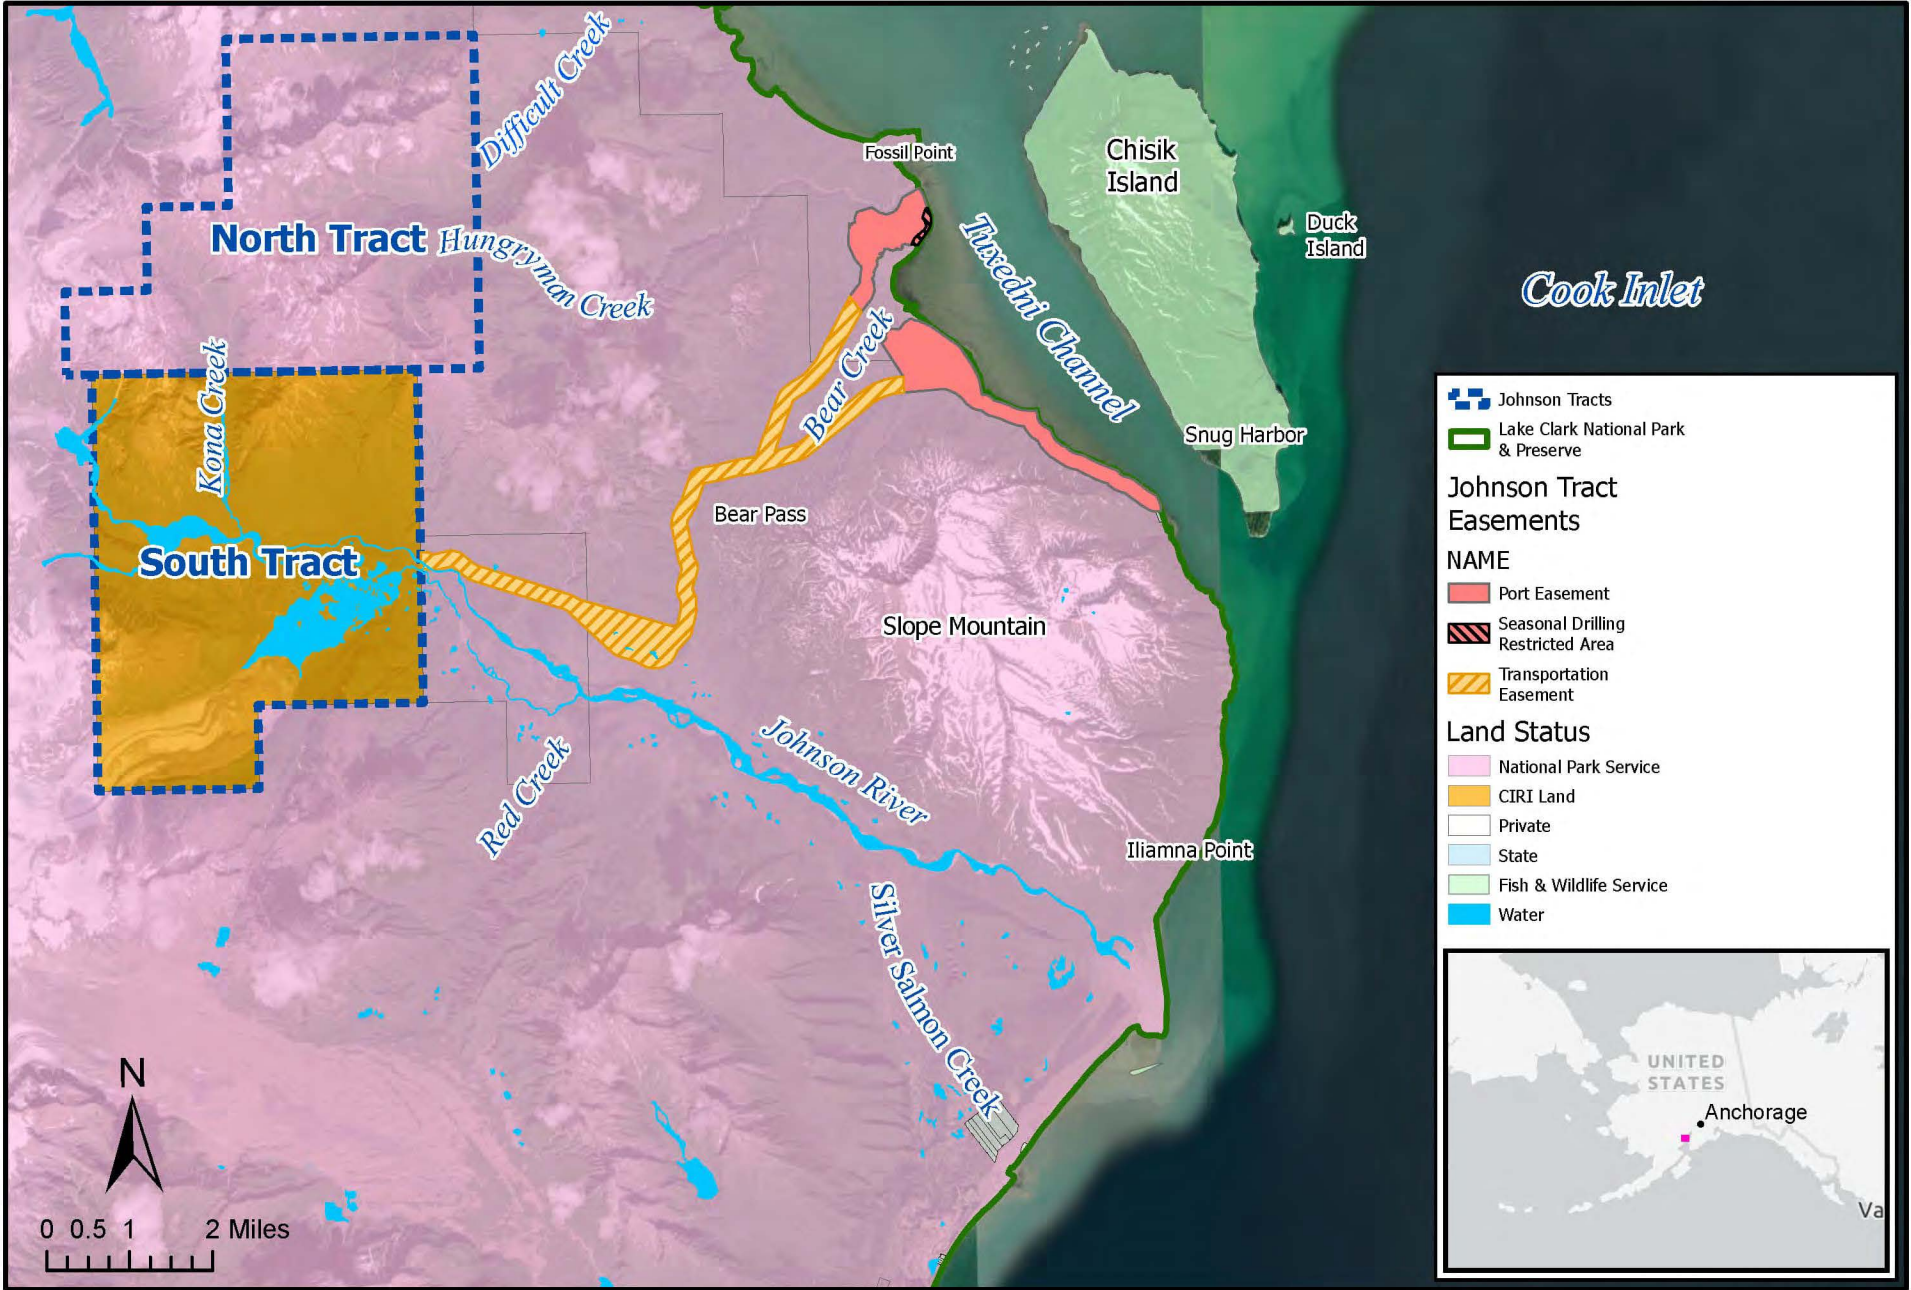 Difficult Creek
Fossil Point
Chisik
Island
Duck
Island
North Tract
Hungryman Creek
Tuxedni Channel
Cook Inlet
Kona Creek
Bear Creek
Snug Harbor
Bear Pass
South Tract
Slope Mountain
Johnson River
Red Creek
Iliamna Point
Silver Salmon Creek
N
0 0.5 1 2 Miles
Johnson Tracts
Lake Clark National Park
& Preserve
Johnson Tract
Easements
NAME
Port Easement
Seasonal Drilling
Restricted Area
Transportation
Easement
Land Status
National Park Service
CIRI Land
Private
State
Fish & Wildlife Service
Water
UNITED
STATES
Anchorage
Va